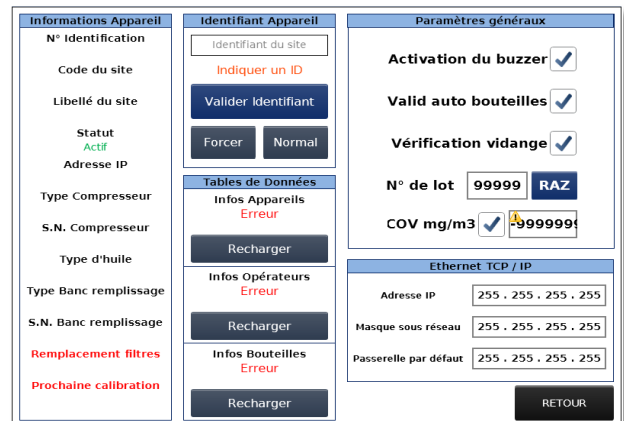 Informations Appareil
N° Identification
Code du site
Libellé du site
Statut
Actif
Adresse IP
Type Compresseur
S.N. Compresseur
Type d'huile
Type Banc remplissage
S.N. Banc remplissage
Remplacement filtres
Prochaine calibration
Identifiant Appareil
Identifiant du site
Indiquer un ID
Valider Identifiant
Forcer Normal
Tables de Données
Infos Appareils
Erreur
Recharger
Infos Opérateurs
Erreur
Recharger
Infos Bouteilles
Erreur
Recharger
Paramètres généraux
Activation du buzzer
Valid auto bouteilles
Vérification vidange
N° de lot 99999 RAZ
COV mg/m3 -9999999
Ethernet TCP / IP
Adresse IP 255 . 255 . 255 . 255
Masque sous réseau 255 . 255 . 255 . 255
Passerelle par défaut 255 . 255 . 255 . 255
RETOUR